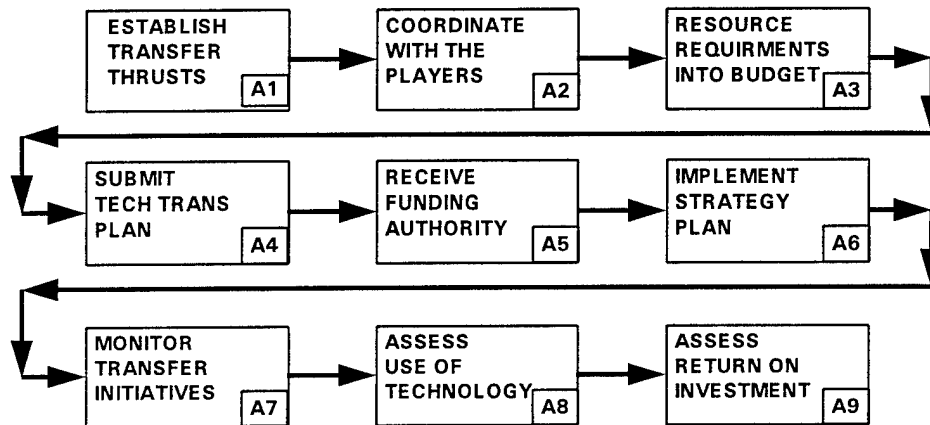 ESTABLISH
TRANSFER
THRUSTS
A1
COORDINATE
WITH THE
PLAYERS
A2
RESOURCE
REQUIRMENTS
INTO BUDGET
A3
SUBMIT
TECH TRANS
PLAN
A4
RECEIVE
FUNDING
AUTHORITY
A5
IMPLEMENT
STRATEGY
PLAN
A6
MONITOR
TRANSFER
INITIATIVES
A7
ASSESS
USE OF
TECHNOLOGY
A8
ASSESS
RETURN ON
INVESTMENT
A9